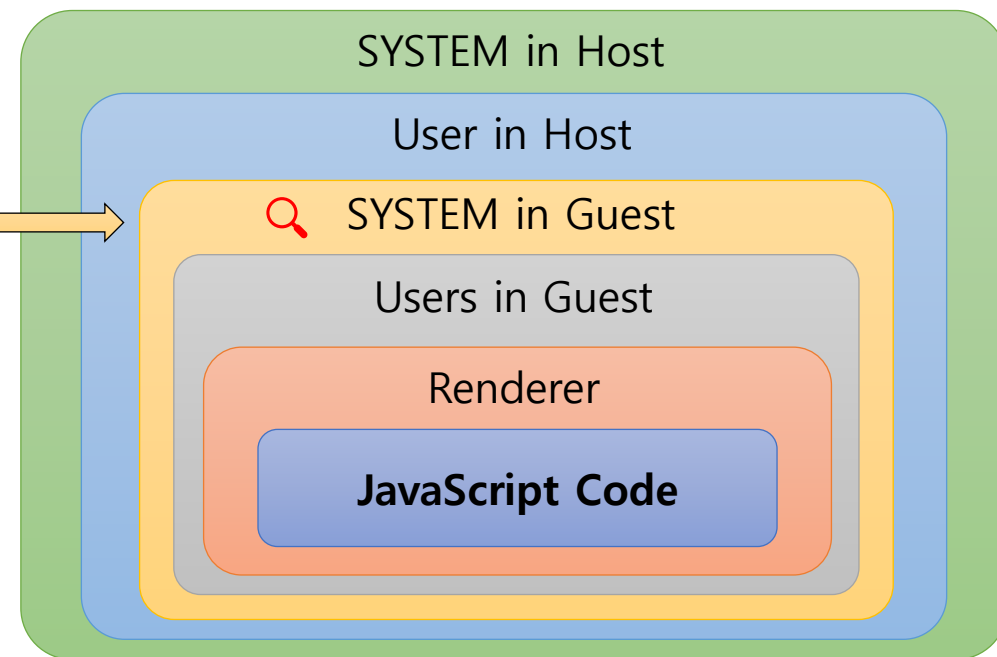 SYSTEM in Host
User in Host
SYSTEM in Guest
Users in Guest
Renderer
JavaScript Code